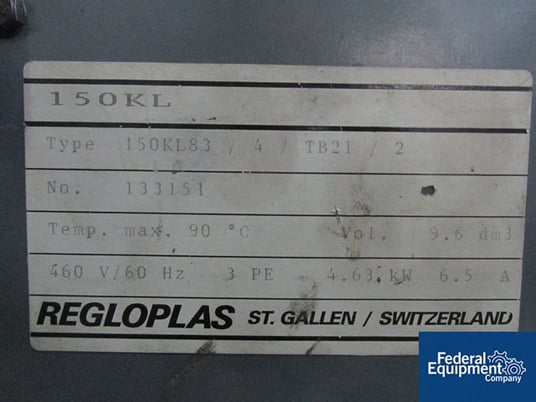 150KL
Type 150KL83 / 4 / TB21 / 2
No. 133151
Temp. max. 90 °C Vol. 9.6 dm3
460 V/60 Hz 3 PE 4.63 kW 6.5 A
REGLOPLAS ST. GALLEN / SWITZERLAND
Federal
Equipment
Company